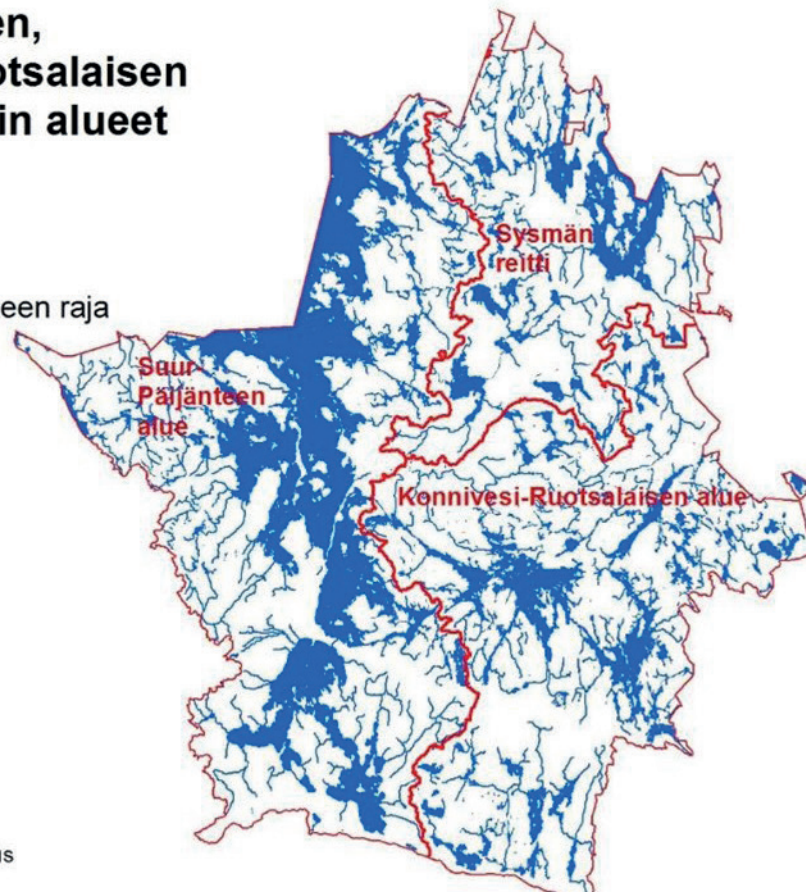 en,
otsalaisen
in alueet
een raja
Sysmän
reitti
Suur-
Päijänteen
alue
Konnivesi-Ruotsalaisen alue
us